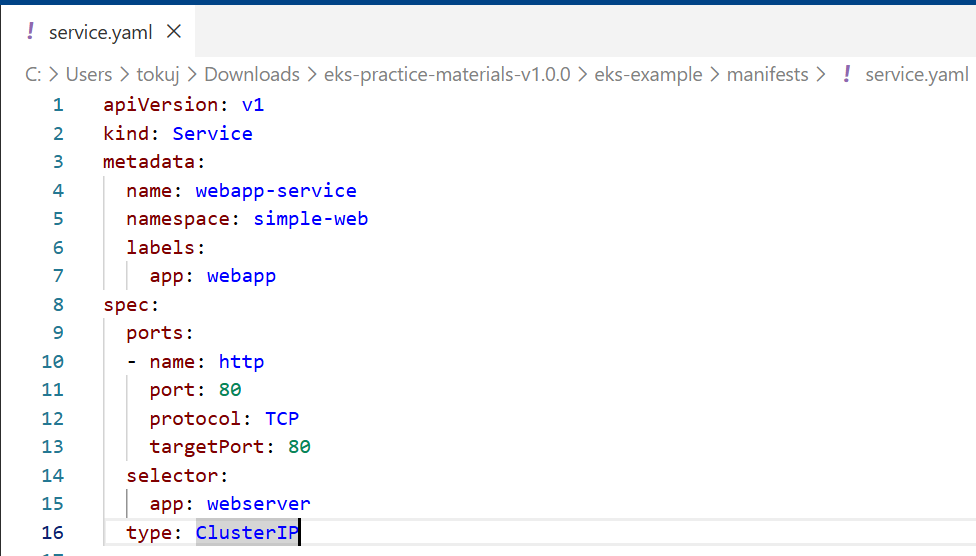 ! service.yaml ×
C: > Users > tokuj > Downloads > eks-practice-materials-v1.0.0 > eks-example > manifests > ! service.yaml
1 apiVersion: v1
2 kind: Service
3 metadata:
4   name: webapp-service
5   namespace: simple-web
6   labels:
7     app: webapp
8 spec:
9   ports:
10   - name: http
11     port: 80
12     protocol: TCP
13     targetPort: 80
14   selector:
15     app: webserver
16   type: ClusterIP